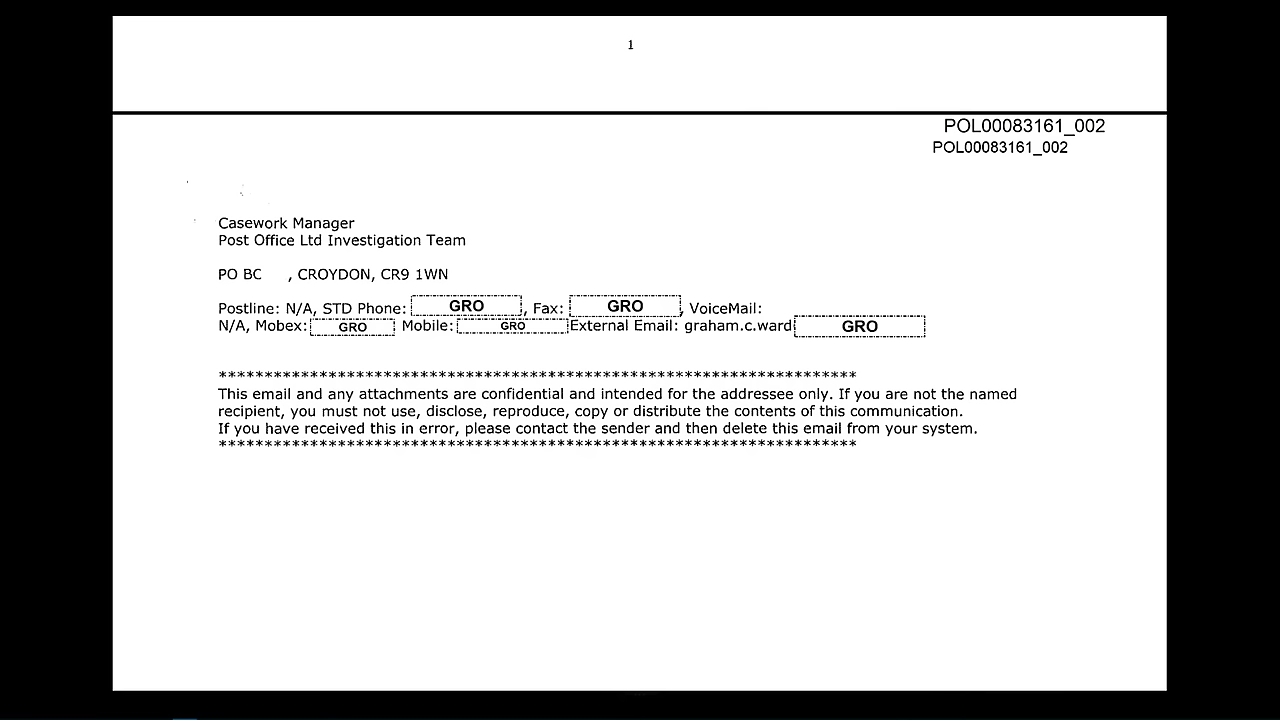 1
POL00083161_002
POL00083161_002
Casework Manager
Post Office Ltd Investigation Team
PO BC , CROYDON, CR9 1WN
Postline: N/A, STD Phone: GRO, Fax: GRO, VoiceMail:
N/A, Mobex: GRO Mobile: GRO External Email: graham.c.ward GRO
**********************************************************************
This email and any attachments are confidential and intended for the addressee only. If you are not the named
recipient, you must not use, disclose, reproduce, copy or distribute the contents of this communication.
If you have received this in error, please contact the sender and then delete this email from your system.
**********************************************************************